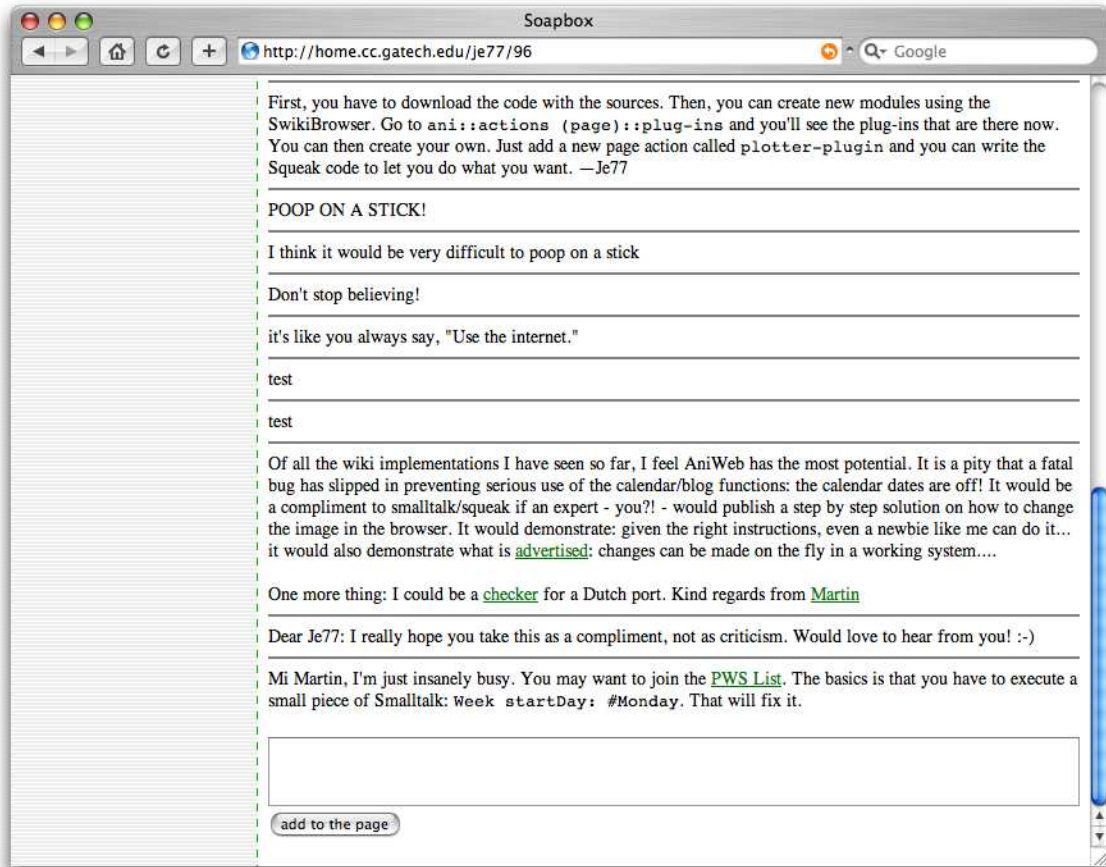 Soapbox
http://home.cc.gatech.edu/je77/96
Google
First, you have to download the code with the sources. Then, you can create new modules using the
SwikiBrowser. Go to ani::actions (page)::plug-ins and you'll see the plug-ins that are there now.
You can then create your own. Just add a new page action called plotter-plugin and you can write the
Squeak code to let you do what you want. —Je77
POOP ON A STICK!
I think it would be very difficult to poop on a stick
Don't stop believing!
it's like you always say, "Use the internet."
test
test
Of all the wiki implementations I have seen so far, I feel AniWeb has the most potential. It is a pity that a fatal
bug has slipped in preventing serious use of the calendar/blog functions: the calendar dates are off! It would be
a compliment to smalltalk/squeak if an expert - you?! - would publish a step by step solution on how to change
the image in the browser. It would demonstrate: given the right instructions, even a newbie like me can do it...
it would also demonstrate what is advertised: changes can be made on the fly in a working system....
One more thing: I could be a checker for a Dutch port. Kind regards from Martin
Dear Je77: I really hope you take this as a compliment, not as criticism. Would love to hear from you! :-)
Mi Martin, I'm just insanely busy. You may want to join the PWS List. The basics is that you have to execute a
small piece of Smalltalk: Week startDay: #Monday. That will fix it.
add to the page